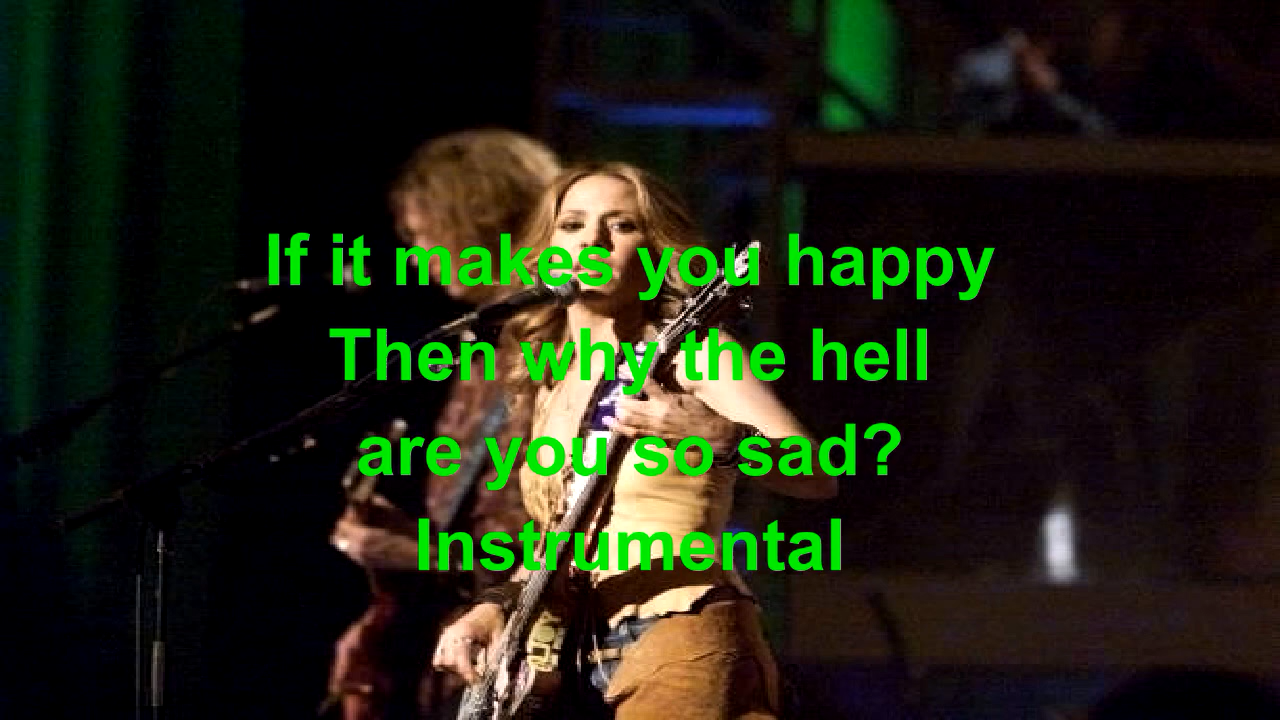 If it makes you happy
Then why the hell
are you so sad?
Instrumental